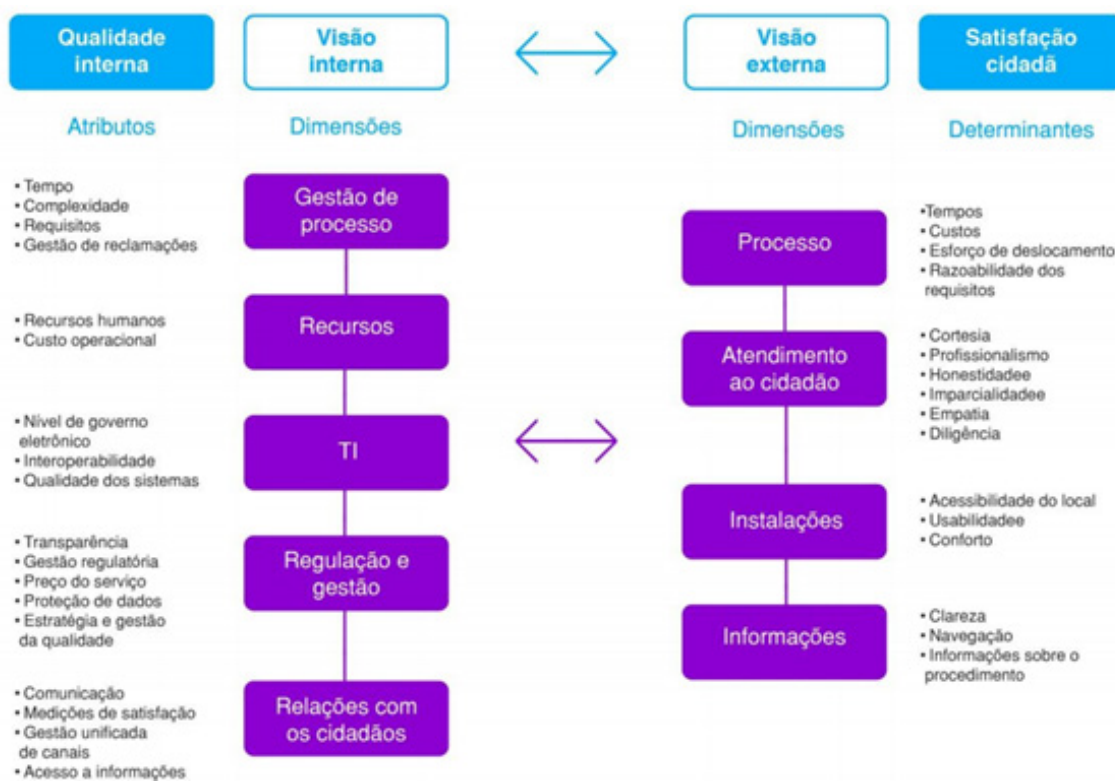 Qualidade
interna
Visão
interna
Visão
externa
Satisfação
cidadã
Atributos
Dimensões
Dimensões
Determinantes
• Tempo
• Complexidade
• Requisitos
• Gestão de reclamações
Gestão de
processo
Processo
•Tempos
• Custos
• Esforço de deslocamento
• Razoabilidade dos
requisitos
• Recursos humanos
• Custo operacional
Recursos
Atendimento
ao cidadão
• Cortesia
• Profissionalismo
• Honestidadee
• Imparcialidadee
• Empatia
• Diligência
• Nível de governo
eletrônico
• Interoperabilidade
• Qualidade dos sistemas
TI
Instalações
• Acessibilidade do local
• Usabilidadee
• Conforto
• Transparência
• Gestão regulatória
• Preço do serviço
• Proteção de dados
• Estratégia e gestão
da qualidade
Regulação e
gestão
Informações
• Clareza
• Navegação
• Informações sobre o
procedimento
• Comunicação
• Medições de satisfação
• Gestão unificada
de canais
• Acesso a informações
Relações com
os cidadãos